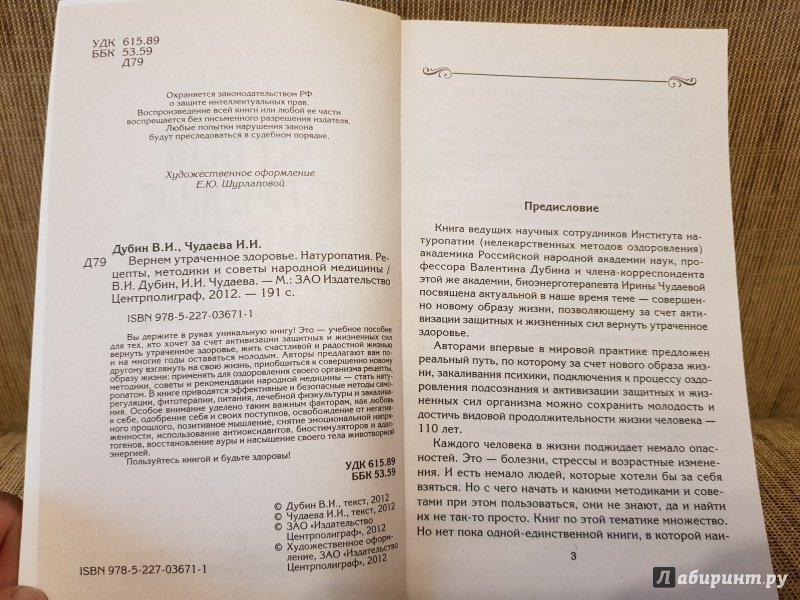 УДК 615.89
ББК 53.59
Д79
Охраняется законодательством РФ
о защите интеллектуальных прав.
Воспроизведение всей книги или любой ее части
воспрещается без письменного разрешения издателя.
Любые попытки нарушения закона
будут преследоваться в судебном порядке.
Художественное оформление
Е.Ю. Шурлаповой
Дубин В.И., Чудаева И.И.
Д79 Вернем утраченное здоровье. Натуропатия. Ре-
цепты, методики и советы народной медицины /
В.И. Дубин, И.И. Чудаева. — М.: ЗАО Издательство
Центрполиграф, 2012. — 191 с.
ISBN 978-5-227-03671-1
Вы держите в руках уникальную книгу! Это — учебное пособие
для тех, кто хочет за счет активизации защитных и жизненных сил
вернуть утраченное здоровье, жить счастливой и радостной жизнью
и на многие годы оставаться молодым. Авторы предлагают вам по-
другому взглянуть на свою жизнь, приобщиться к совершенно новому
образу жизни: применять для оздоровления своего организма рецепты,
методики, советы и рекомендации народной медицины — стать нату-
ропатом. В книге приводятся эффективные и безопасные методы само-
регуляции, фитотерапии, питания, лечебной физкультуры и закалива-
ния. Особое внимание уделено таким важным факторам, как любовь
к себе, одобрение себя и своих поступков, освобождение от негатив-
ного прошлого, позитивное мышление, снятие эмоциональной напря-
женности, использование антиоксидантов, биостимуляторов и адап-
тогенов, восстановление ауры и насыщение своего тела животворной
энергией.
Пользуйтесь книгой и будьте здоровы!
УДК 615.89
ББК 53.59
© Дубин В.И., текст, 2012
© Чудаева И.И., текст, 2012
© ЗАО «Издательство
Центрполиграф», 2012
© Художественное офор-
мление, ЗАО «Издательство
Центрполиграф», 2012
ISBN 978-5-227-03671-1
Предисловие
Книга ведущих научных сотрудников Института на-
туропатии (нелекарственных методов оздоровления)
академика Российской народной академии наук, про-
фессора Валентина Дубина и члена-корреспондента
этой же академии, биоэнерготерапевта Ирины Чудаевой
посвящена актуальной в наше время теме — совершен-
но новому образу жизни, позволяющему за счет акти-
визации защитных и жизненных сил вернуть утраченное
здоровье.
Авторами впервые в мировой практике предложен
реальный путь, по которому за счет нового образа жиз-
ни, закаливания психики, подключения к процессу оздо-
ровления подсознания и активизации защитных и жиз-
ненных сил организма можно сохранить молодость и
достичь видовой продолжительности жизни человека —
110 лет.
Каждого человека в жизни поджидает немало опас-
ностей. Это — болезни, стрессы и возрастные измене-
ния. И есть немало людей, которые хотели бы за себя
взяться. Но с чего начать и какими методиками и сове-
тами при этом пользоваться, они не знают, да и найти
их не так-то просто. Книг по этой тематике множество.
Но нет пока одной-единственной книги, в которой наи-
3
Лабиринт.ру